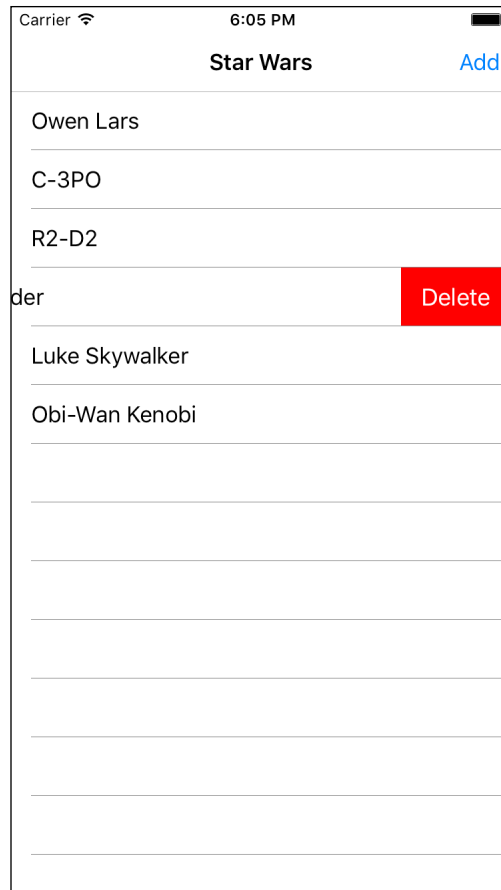 Carrier 6:05 PM
Star Wars Add
Owen Lars
C-3PO
R2-D2
der Delete
Luke Skywalker
Obi-Wan Kenobi